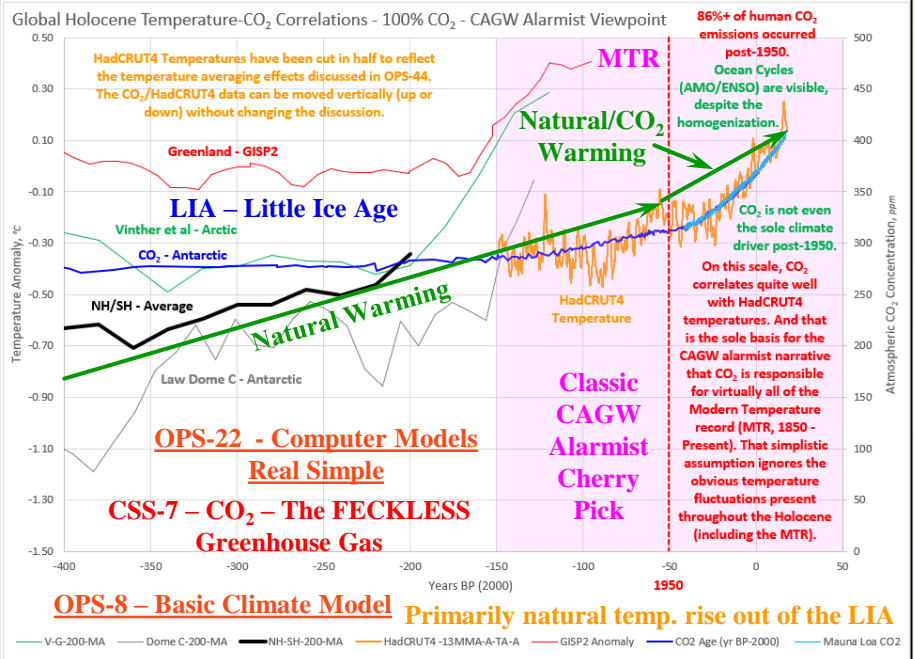 Global Holocene Temperature-CO₂ Correlations - 100% CO₂ - CAGW Alarmist Viewpoint
86%+ of human CO₂
emissions occurred
post-1950.
Ocean Cycles
(AMO/ENSO) are visible,
despite the
homogenization.
HadCRUT4 Temperatures have been cut in half to reflect
the temperature averaging effects discussed in OPS-44.
The CO₂/HadCRUT4 data can be moved vertically (up or
down) without changing the discussion.
MTR
Natural/CO₂
Warming
Greenland - GISP2
LIA – Little Ice Age
Vinther et al - Arctic
CO₂ - Antarctic
NH/SH - Average
Natural Warming
Law Dome C - Antarctic
HadCRUT4
Temperature
CO₂ is not even
the sole climate
driver post-1950.
On this scale, CO₂
correlates quite well
with HadCRUT4
temperatures. And that
is the sole basis for the
CAGW alarmist narrative
that CO₂ is responsible
for virtually all of the
Modern Temperature
record (MTR, 1850 -
Present). That simplistic
assumption ignores the
obvious temperature
fluctuations present
throughout the Holocene
(including the MTR).
Classic
CAGW
Alarmist
Cherry
Pick
OPS-22 - Computer Models
Real Simple
CSS-7 – CO₂ – The FECKLESS
Greenhouse Gas
Temperature Anomaly, °C
0.50
0.30
0.10
-0.10
-0.30
-0.50
-0.70
-0.90
-1.10
-1.30
-1.50
Atmospheric CO₂ Concentration, ppm
500
450
400
350
300
250
200
150
100
50
0
-400
-350
-300
-250
-200
-150
-100
-50
0
50
Years BP (2000)
1950
OPS-8 – Basic Climate Model
Primarily natural temp. rise out of the LIA
V-G-200-MA
Dome C-200-MA
NH-SH-200-MA
HadCRUT4 -13MMA-A-TA-A
GISP2 Anomaly
CO2 Age (yr BP-2000)
Mauna Loa CO2